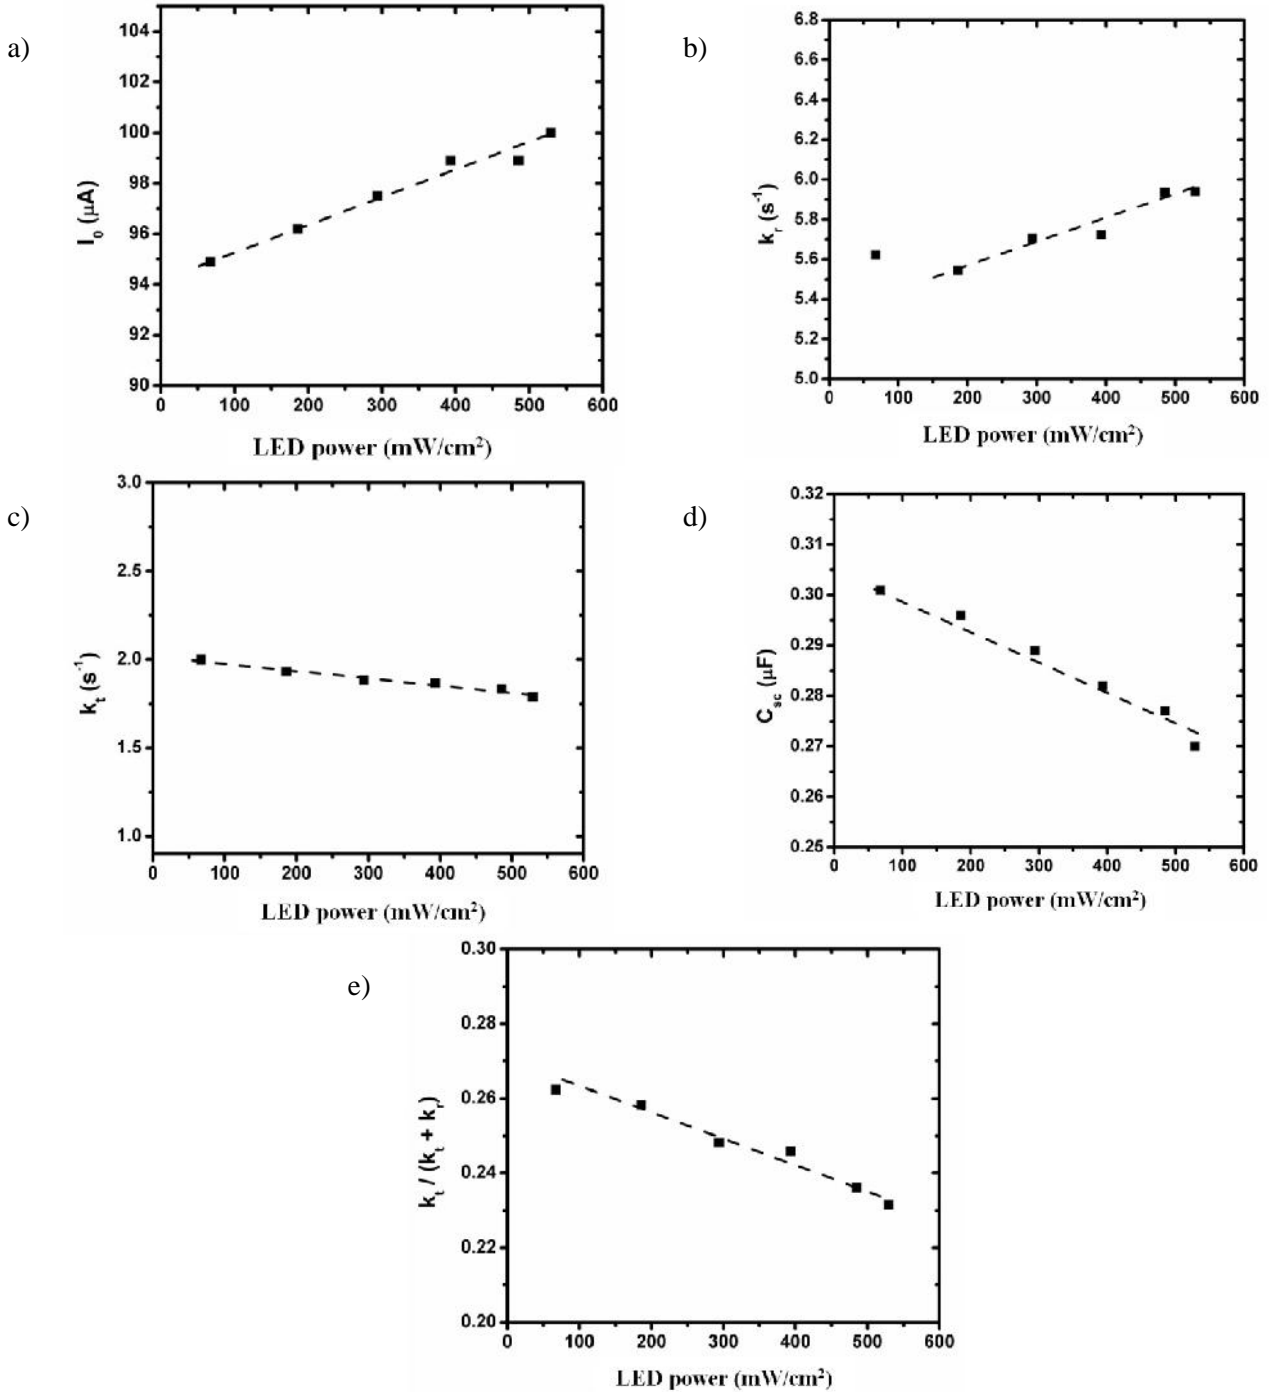 a)
104
102
100
98
96
94
92
90
I₀ (μA)
0 100 200 300 400 500 600
LED power (mW/cm²)
b)
6.8
6.6
6.4
6.2
6.0
5.8
5.6
5.4
5.2
5.0
kᵣ (s⁻¹)
0 100 200 300 400 500 600
LED power (mW/cm²)
c)
3.0
2.5
2.0
1.5
1.0
kₜ (s⁻¹)
0 100 200 300 400 500 600
LED power (mW/cm²)
d)
0.32
0.31
0.30
0.29
0.28
0.27
0.26
0.25
C_sc (μF)
0 100 200 300 400 500 600
LED power (mW/cm²)
e)
0.30
0.28
0.26
0.24
0.22
0.20
kₜ / (kₜ + kᵣ)
0 100 200 300 400 500 600
LED power (mW/cm²)